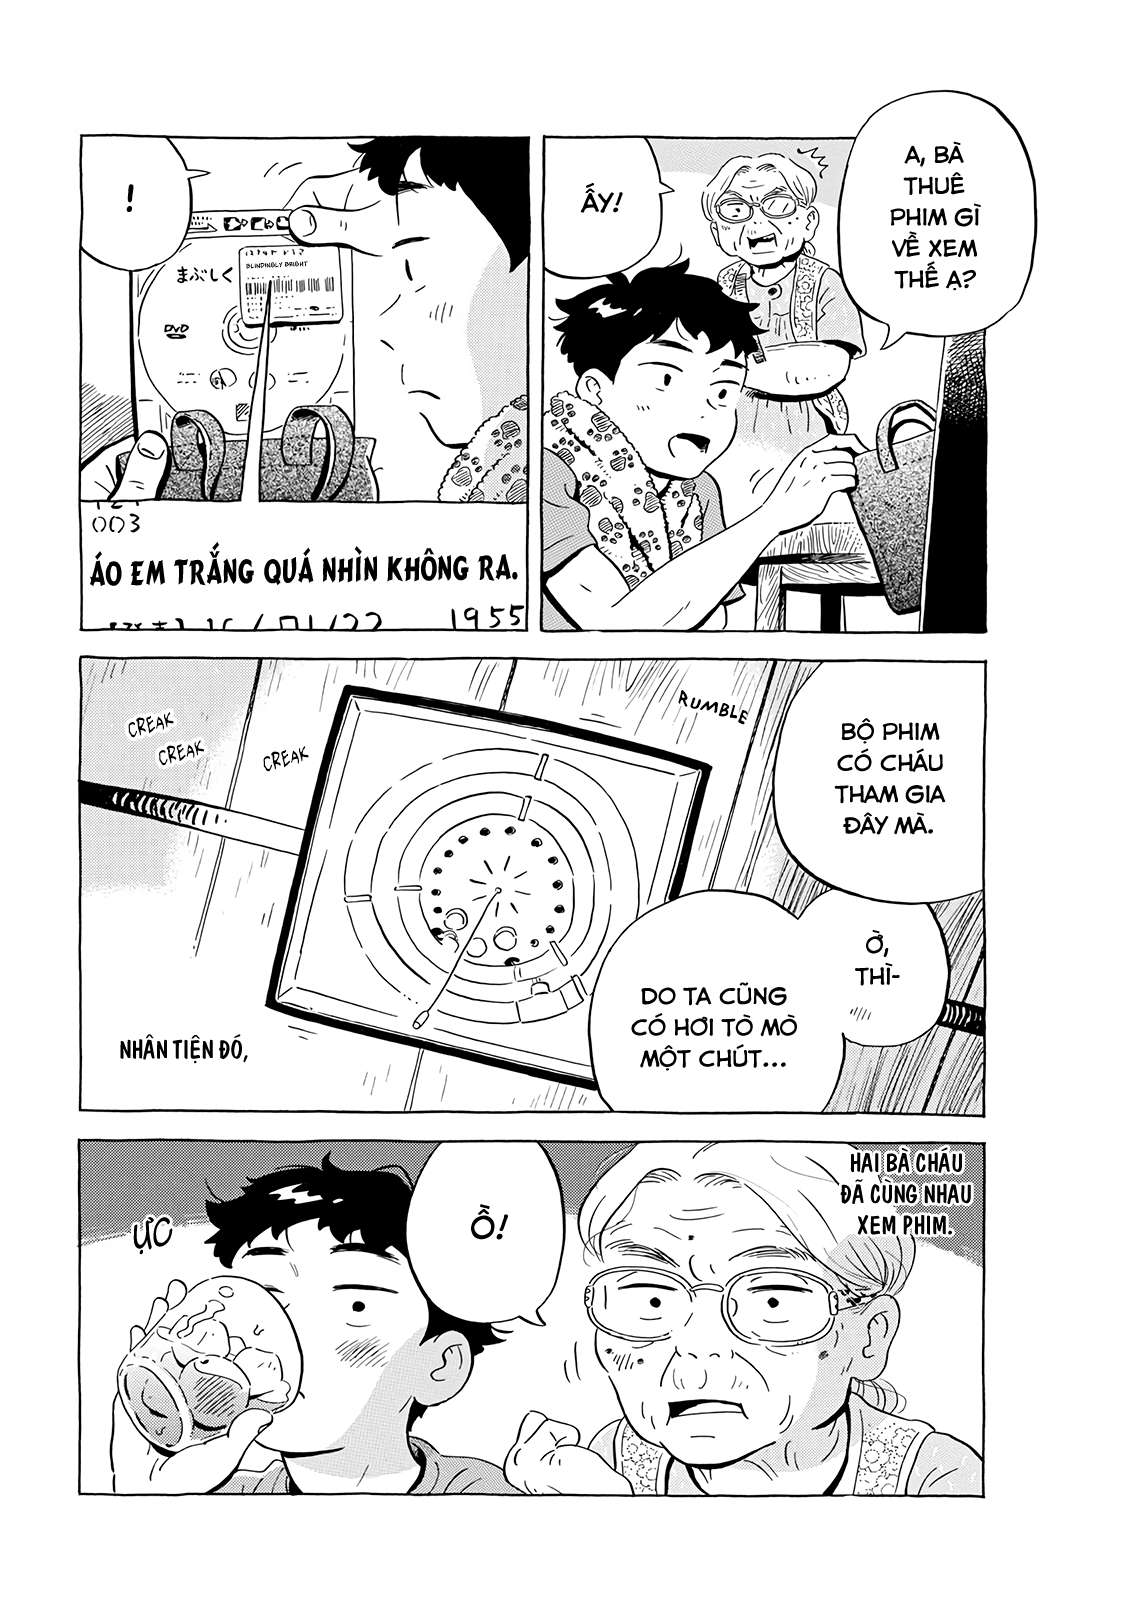 A, BÀ
THUÊ
PHIM GÌ
VỀ XEM
THẾ Ạ?
ẤY!
!
まぶしく
BLINDINGLY BRIGHT
DVD
003
ÁO EM TRẮNG QUÁ NHÌN KHÔNG RA.
1955
CREAK
CREAK
CREAK
RUMBLE
BỘ PHIM
CÓ CHÁU
THAM GIA
ĐÂY MÀ.
Ờ,
THÌ-
DO TA CŨNG
CÓ HƠI TÒ MÒ
MỘT CHÚT...
NHÂN TIỆN ĐÓ,
HAI BÀ CHÁU
ĐÃ CÙNG NHAU
XEM PHIM.
Ồ!
ỰC